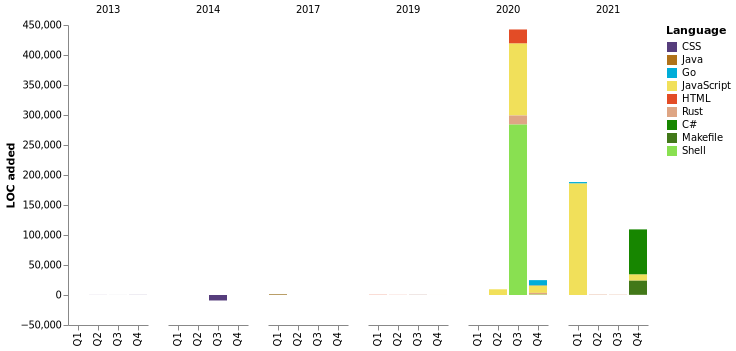 2013 2014 2017 2019 2020 2021
450,000
400,000
350,000
300,000
250,000
200,000
150,000
100,000
50,000
0
−50,000
LOC added
Q1 Q2 Q3 Q4 Q1 Q2 Q3 Q4 Q1 Q2 Q3 Q4 Q1 Q2 Q3 Q4 Q1 Q2 Q3 Q4 Q1 Q2 Q3 Q4
Language
CSS
Java
Go
JavaScript
HTML
Rust
C#
Makefile
Shell